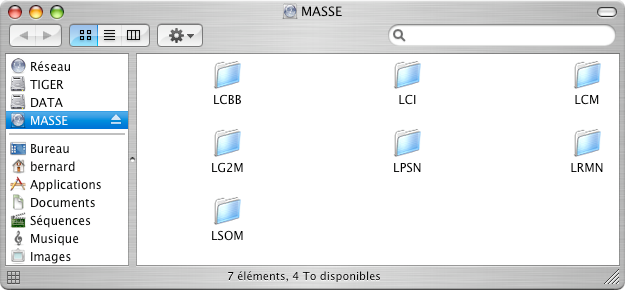 MASSE
Réseau
TIGER
DATA
MASSE
Bureau
bernard
Applications
Documents
Séquences
Musique
Images
LCBB LCI LCM
LG2M LPSN LRMN
LSOM
7 éléments, 4 To disponibles